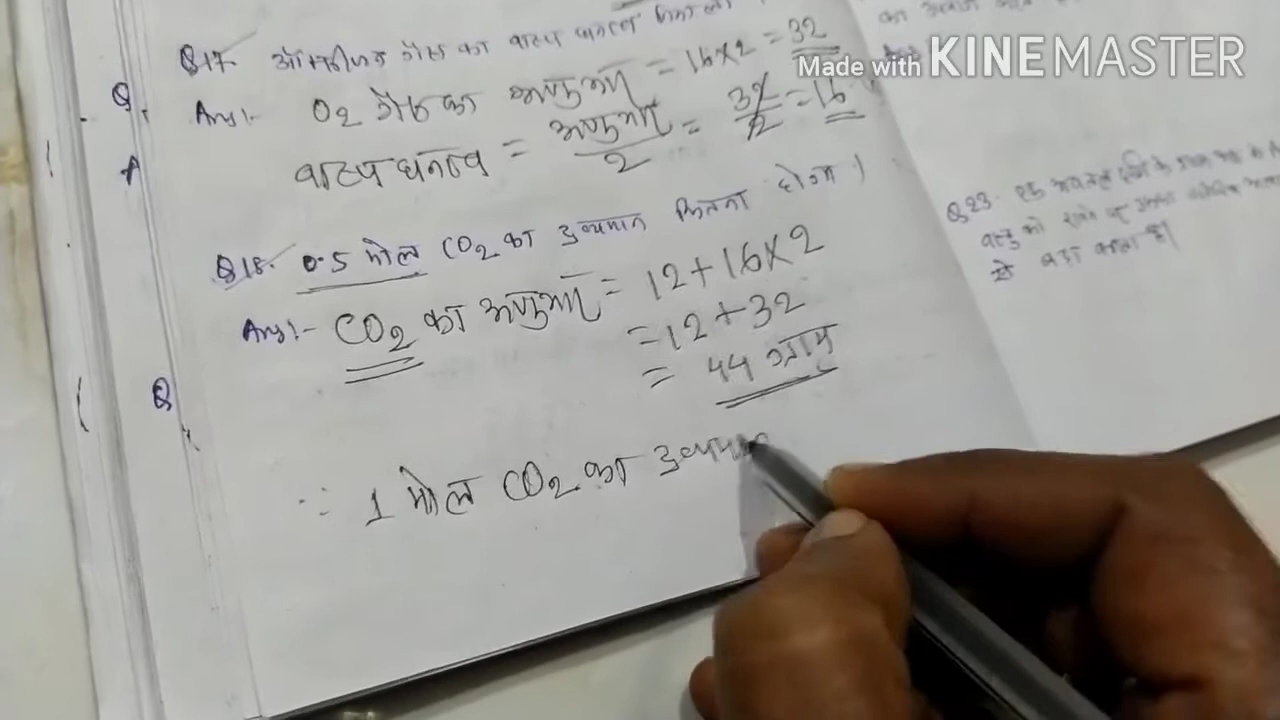 Q17. ऑक्सीजन गैस का वाष्प घनत्व निकालो
Ans:- O2 गैस का अणुभार = 16×2 = 32
वाष्प घनत्व = अणुभार/2 = 32/2 = 16
Q18. 0.5 मोल CO2 का द्रव्यमान कितना होगा।
Ans:- CO2 का अणुभार = 12+16×2
=12+32
= 44 ग्राम
∵ 1 मोल CO2 का द्रव्यमान
Q.
A
Q
Made with KINEMASTER
Q23.
वस्तु को